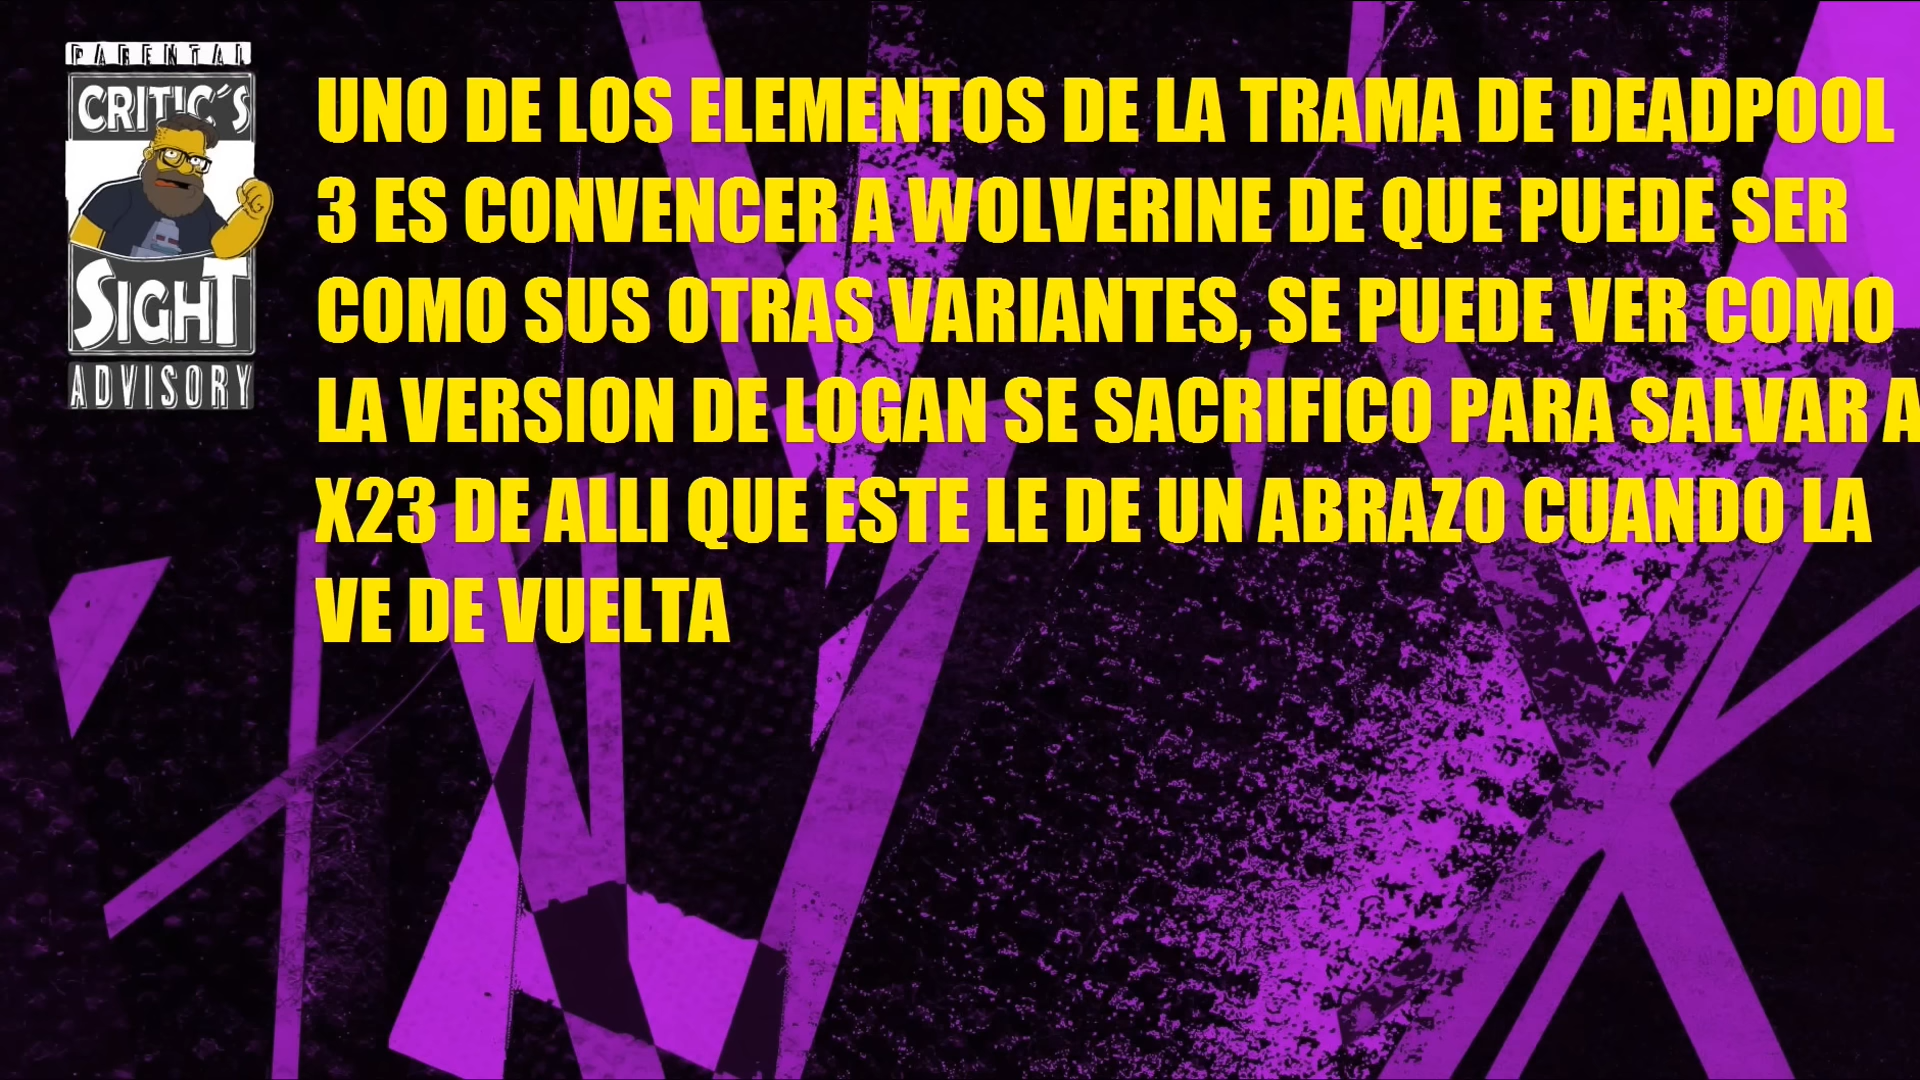 PARENTAL
CRITIC´S
SIGHT
ADVISORY
UNO DE LOS ELEMENTOS DE LA TRAMA DE DEADPOOL
3 ES CONVENCER A WOLVERINE DE QUE PUEDE SER
COMO SUS OTRAS VARIANTES, SE PUEDE VER COMO
LA VERSION DE LOGAN SE SACRIFICO PARA SALVAR A
X23 DE ALLI QUE ESTE LE DE UN ABRAZO CUANDO LA
VE DE VUELTA